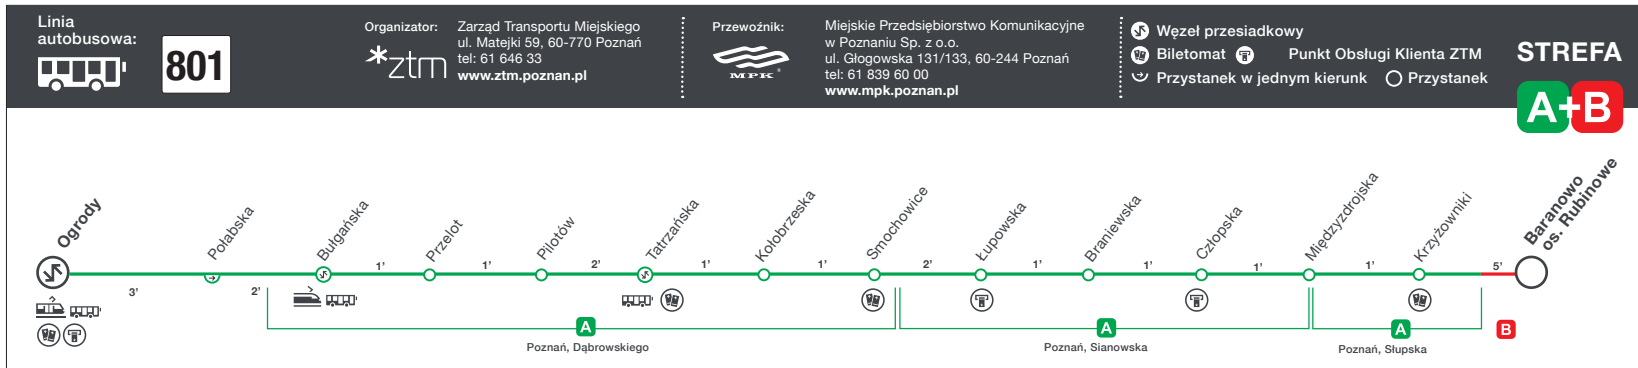 Linia
autobusowa:
801
Organizator:
*ztm
Zarząd Transportu Miejskiego
ul. Matejki 59, 60-770 Poznań
tel: 61 646 33
www.ztm.poznan.pl
Przewoźnik:
MPK
Miejskie Przedsiębiorstwo Komunikacyjne
w Poznaniu Sp. z o.o.
ul. Głogowska 131/133, 60-244 Poznań
tel: 61 839 60 00
www.mpk.poznan.pl
Węzeł przesiadkowy
Biletomat Punkt Obsługi Klienta ZTM
Przystanek w jednym kierunk Przystanek
STREFA
A+B
Ogrody
Połabska
Bułgańska
Przelot
Pilotów
Tatrzańska
Kołobrzeska
Smochowice
Łupowska
Braniewska
Człopska
Międzyzdrojska
Krzyżowniki
Baranowo
os. Rubinowe
3' 2' 1' 1' 2' 1' 1' 2' 1' 1' 1' 1' 5'
A A A B
Poznań, Dąbrowskiego
Poznań, Sianowska
Poznań, Słupska